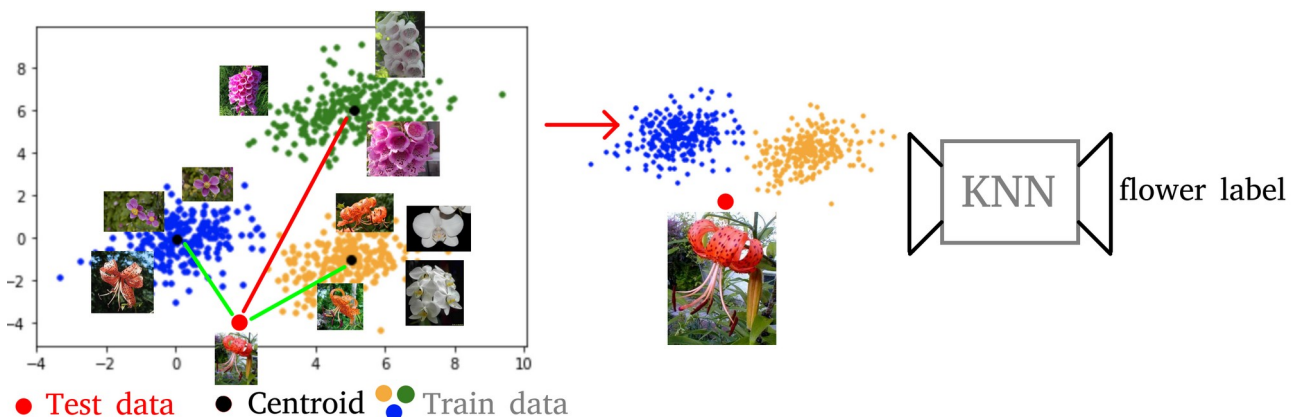 8
6
4
2
0
−2
−4
−4 −2 0 2 4 6 8 10
Test data Centroid Train data
KNN
flower label